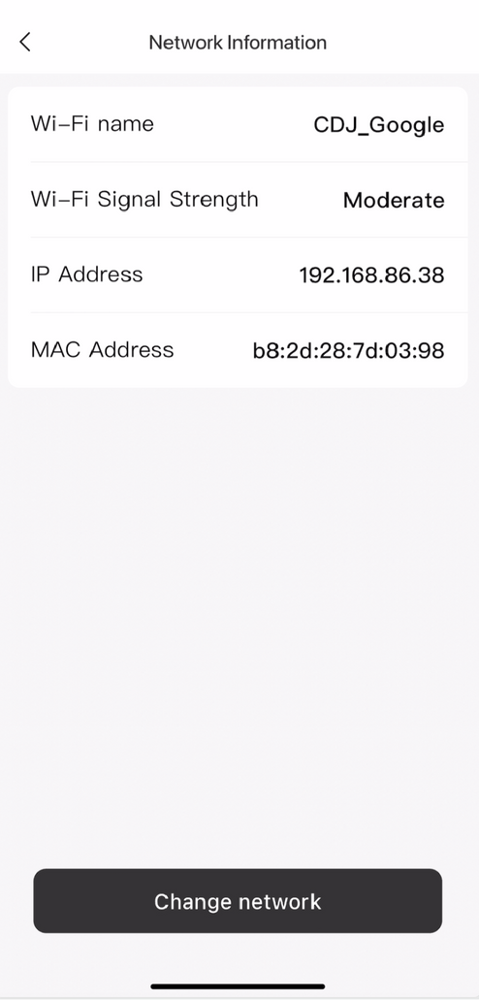 Network Information
Wi-Fi name CDJ_Google
Wi-Fi Signal Strength Moderate
IP Address 192.168.86.38
MAC Address b8:2d:28:7d:03:98
Change network